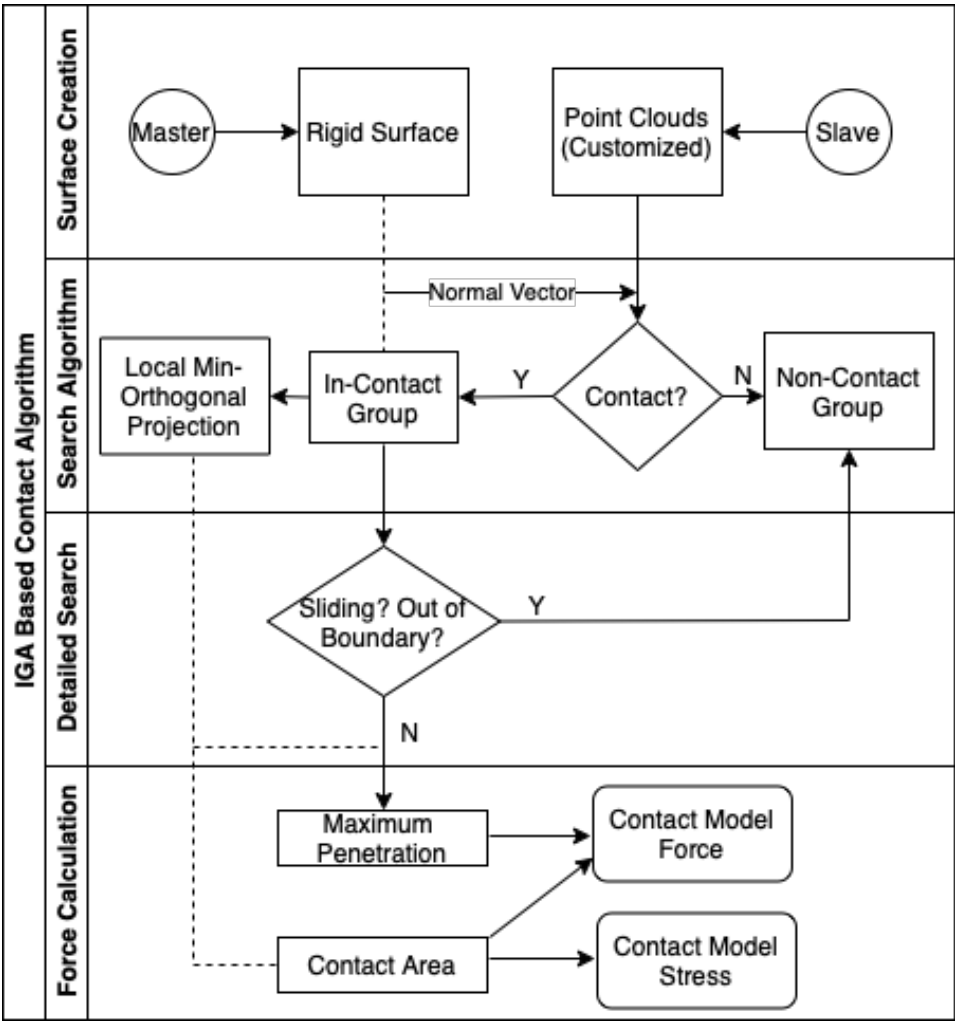 IGA Based Contact Algorithm
Surface Creation
Master
Rigid Surface
Point Clouds
(Customized)
Slave
Search Algorithm
Normal Vector
Local Min-
Orthogonal
Projection
In-Contact
Group
Y
Contact?
N
Non-Contact
Group
Detailed Search
Sliding? Out of
Boundary?
Y
N
Force Calculation
Maximum
Penetration
Contact Model
Force
Contact Area
Contact Model
Stress